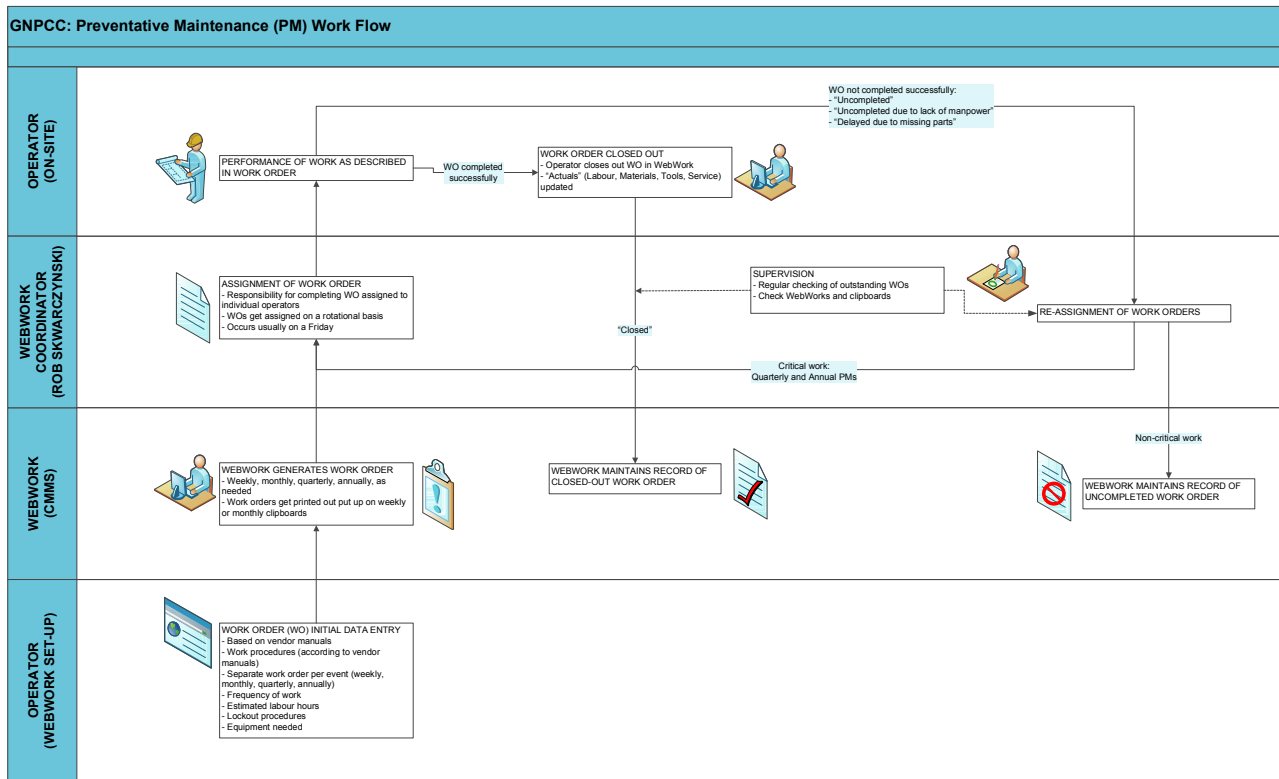 GNPCC: Preventative Maintenance (PM) Work Flow
OPERATOR
(ON-SITE)
WO not completed successfully:
- “Uncompleted”
- “Uncompleted due to lack of manpower”
- “Delayed due to missing parts”
PERFORMANCE OF WORK AS DESCRIBED
IN WORK ORDER
WO completed
successfully
WORK ORDER CLOSED OUT
- Operator closes out WO in WebWork
- “Actuals” (Labour, Materials, Tools, Service)
updated
WEBWORK
COORDINATOR
(ROB SKWARCZYNSKI)
ASSIGNMENT OF WORK ORDER
- Responsibility for completing WO assigned to
individual operators
- WOs get assigned on a rotational basis
- Occurs usually on a Friday
SUPERVISION
- Regular checking of outstanding WOs
- Check WebWorks and clipboards
RE-ASSIGNMENT OF WORK ORDERS
“Closed”
Critical work:
Quarterly and Annual PMs
WEBWORK
(CMMS)
WEBWORK GENERATES WORK ORDER
- Weekly, monthly, quarterly, annually, as
needed
- Work orders get printed out put up on weekly
or monthly clipboards
WEBWORK MAINTAINS RECORD OF
CLOSED-OUT WORK ORDER
Non-critical work
WEBWORK MAINTAINS RECORD OF
UNCOMPLETED WORK ORDER
OPERATOR
(WEBWORK SET-UP)
WORK ORDER (WO) INITIAL DATA ENTRY
- Based on vendor manuals
- Work procedures (according to vendor
manuals)
- Separate work order per event (weekly,
monthly, quarterly, annually)
- Frequency of work
- Estimated labour hours
- Lockout procedures
- Equipment needed